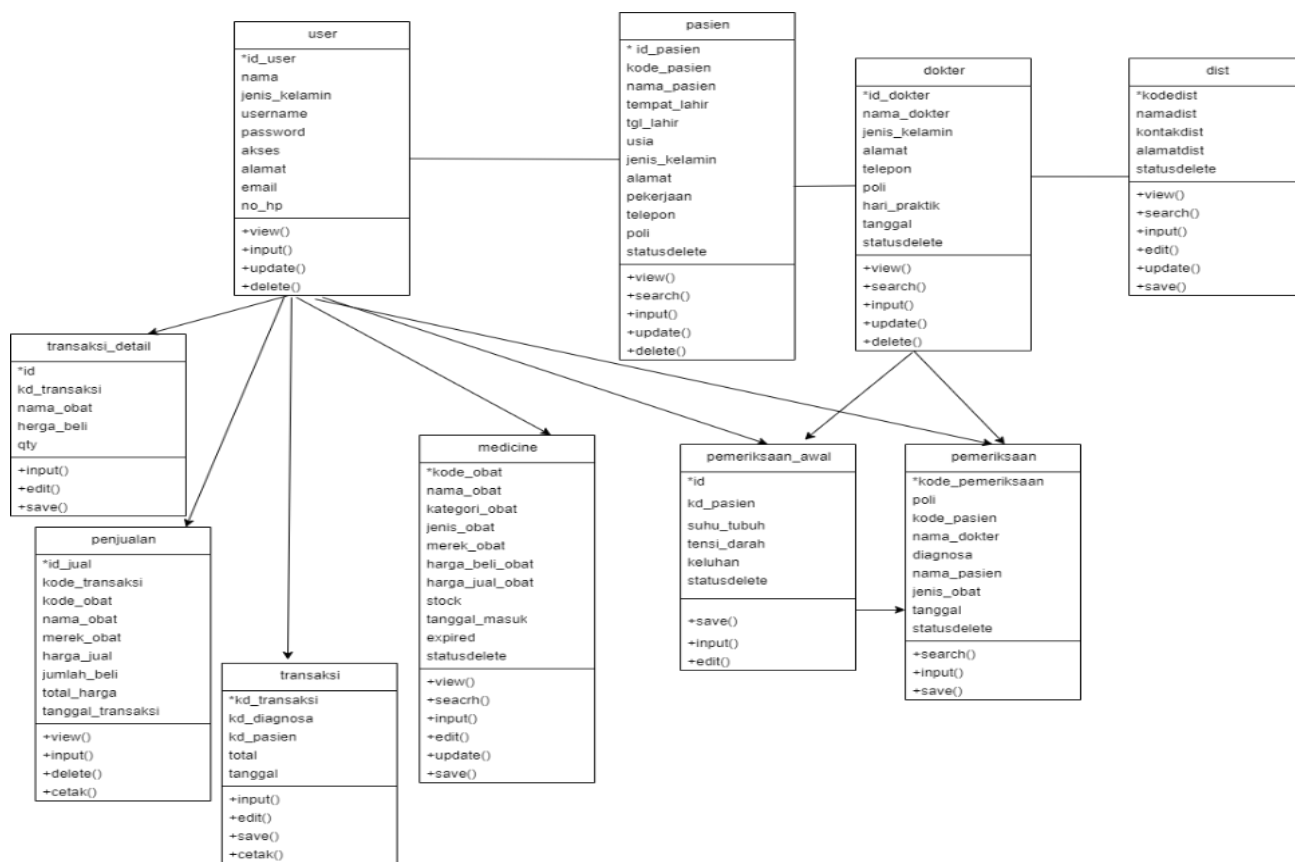 user
*id_user
nama
jenis_kelamin
username
password
akses
alamat
email
no_hp
+view()
+input()
+update()
+delete()
pasien
* id_pasien
kode_pasien
nama_pasien
tempat_lahir
tgl_lahir
usia
jenis_kelamin
alamat
pekerjaan
telepon
poli
statusdelete
+view()
+search()
+input()
+update()
+delete()
dokter
*id_dokter
nama_dokter
jenis_kelamin
alamat
telepon
poli
hari_praktik
tanggal
statusdelete
+view()
+search()
+input()
+update()
+delete()
dist
*kodedist
namadist
kontakdist
alamatdist
statusdelete
+view()
+search()
+input()
+edit()
+update()
+save()
transaksi_detail
*id
kd_transaksi
nama_obat
herga_beli
qty
+input()
+edit()
+save()
penjualan
*id_jual
kode_transaksi
kode_obat
nama_obat
merek_obat
harga_jual
jumlah_beli
total_harga
tanggal_transaksi
+view()
+input()
+delete()
+cetak()
transaksi
*kd_transaksi
kd_diagnosa
kd_pasien
total
tanggal
+input()
+edit()
+save()
+cetak()
medicine
*kode_obat
nama_obat
kategori_obat
jenis_obat
merek_obat
harga_beli_obat
harga_jual_obat
stock
tanggal_masuk
expired
statusdelete
+view()
+seacrh()
+input()
+edit()
+update()
+save()
pemeriksaan_awal
*id
kd_pasien
suhu_tubuh
tensi_darah
keluhan
statusdelete
+save()
+input()
+edit()
pemeriksaan
*kode_pemeriksaan
poli
kode_pasien
nama_dokter
diagnosa
nama_pasien
jenis_obat
tanggal
statusdelete
+search()
+input()
+save()